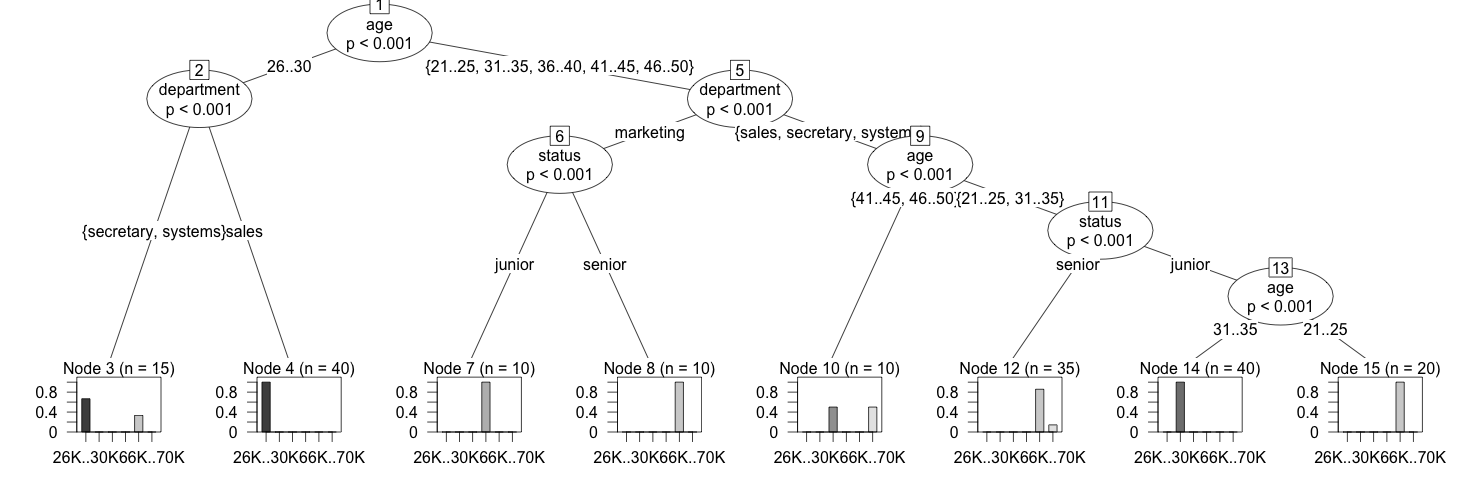 1
age
p < 0.001
26..30
{21..25, 31..35, 36..40, 41..45, 46..50}
2
department
p < 0.001
5
department
p < 0.001
marketing
{sales, secretary, system
6
status
p < 0.001
9
age
p < 0.001
{41..45, 46..50}
{21..25, 31..35}
11
status
p < 0.001
{secretary, systems}
sales
junior
senior
senior
junior
13
age
p < 0.001
31..35
21..25
Node 3 (n = 15)
0.8
0.4
0
26K..30K66K..70K
Node 4 (n = 40)
0.8
0.4
0
26K..30K66K..70K
Node 7 (n = 10)
0.8
0.4
0
26K..30K66K..70K
Node 8 (n = 10)
0.8
0.4
0
26K..30K66K..70K
Node 10 (n = 10)
0.8
0.4
0
26K..30K66K..70K
Node 12 (n = 35)
0.8
0.4
0
26K..30K66K..70K
Node 14 (n = 40)
0.8
0.4
0
26K..30K66K..70K
Node 15 (n = 20)
0.8
0.4
0
26K..30K66K..70K